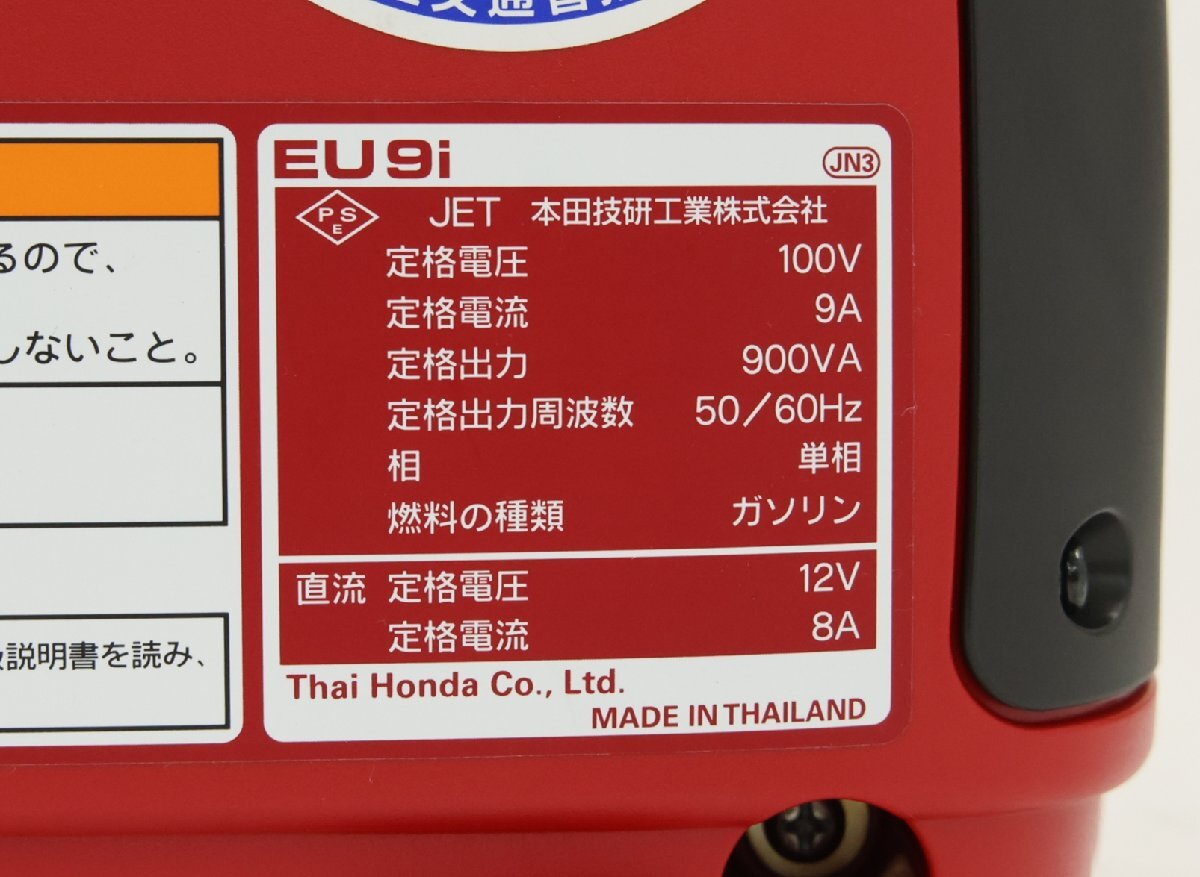 交通省
るので、
しないこと。
説明書を読み、
EU9i
JN3
PSE JET 本田技研工業株式会社
定格電圧 100V
定格電流 9A
定格出力 900VA
定格出力周波数 50/60Hz
相 単相
燃料の種類 ガソリン
直流 定格電圧 12V
定格電流 8A
Thai Honda Co., Ltd.
MADE IN THAILAND